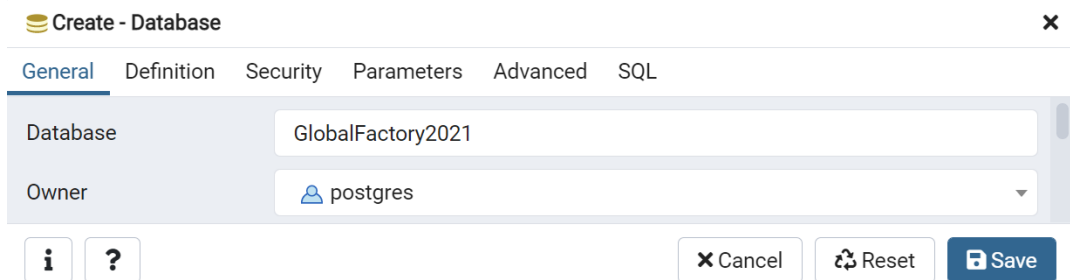 Create - Database
General Definition Security Parameters Advanced SQL
Database GlobalFactory2021
Owner postgres
i ? Cancel Reset Save